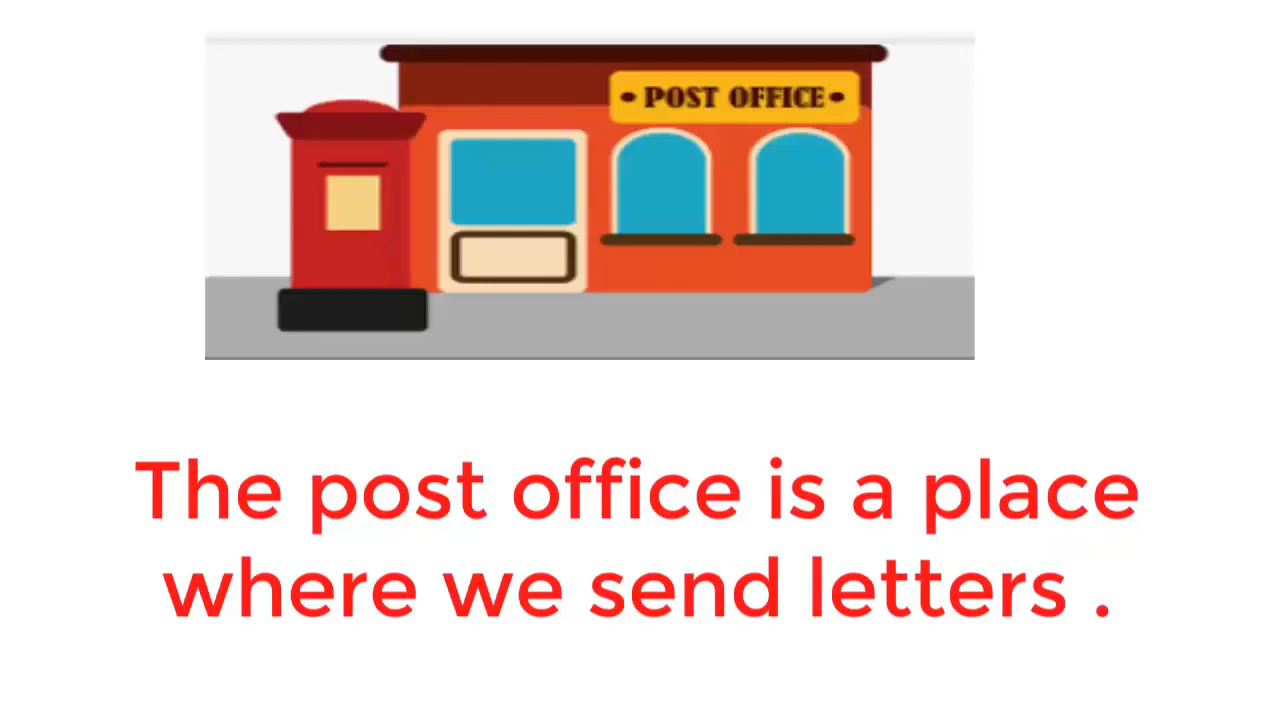 • POST OFFICE •
The post office is a place
where we send letters .